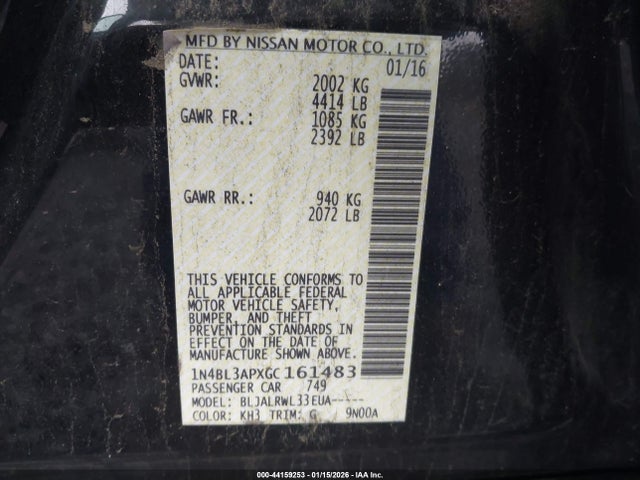 MFD BY NISSAN MOTOR CO., LTD.
DATE: 01/16
GVWR: 2002 KG
4414 LB
GAWR FR.: 1085 KG
2392 LB
GAWR RR.: 940 KG
2072 LB
THIS VEHICLE CONFORMS TO
ALL APPLICABLE FEDERAL
MOTOR VEHICLE SAFETY,
BUMPER, AND THEFT
PREVENTION STANDARDS IN
EFFECT ON THE DATE OF
MANUFACTURE SHOWN ABOVE.
1N4BL3APXGC161483
PASSENGER CAR 749
MODEL: BLJALRWL33EUA-----
COLOR: KH3 TRIM: G 9N00A
000-44159253 - 01/15/2026 - IAA Inc.